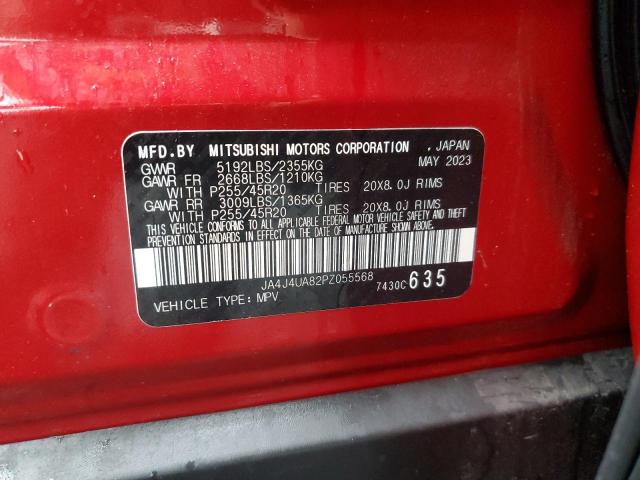 MFD.BY MITSUBISHI MOTORS CORPORATION , JAPAN
GVWR 5192LBS/2355KG MAY 2023
GAWR FR 2668LBS/1210KG
WITH P255/45R20 TIRES 20X8.0J RIMS
GAWR RR 3009LBS/1365KG
WITH P255/45R20 TIRES 20X8.0J RIMS
THIS VEHICLE CONFORMS TO ALL APPLICABLE FEDERAL MOTOR VEHICLE SAFETY AND THEFT
PREVENTION STANDARDS IN EFFECT ON THE DATE OF MANUFACTURE SHOWN ABOVE.
JA4J4UA82PZ055568
VEHICLE TYPE: MPV 7430C 635